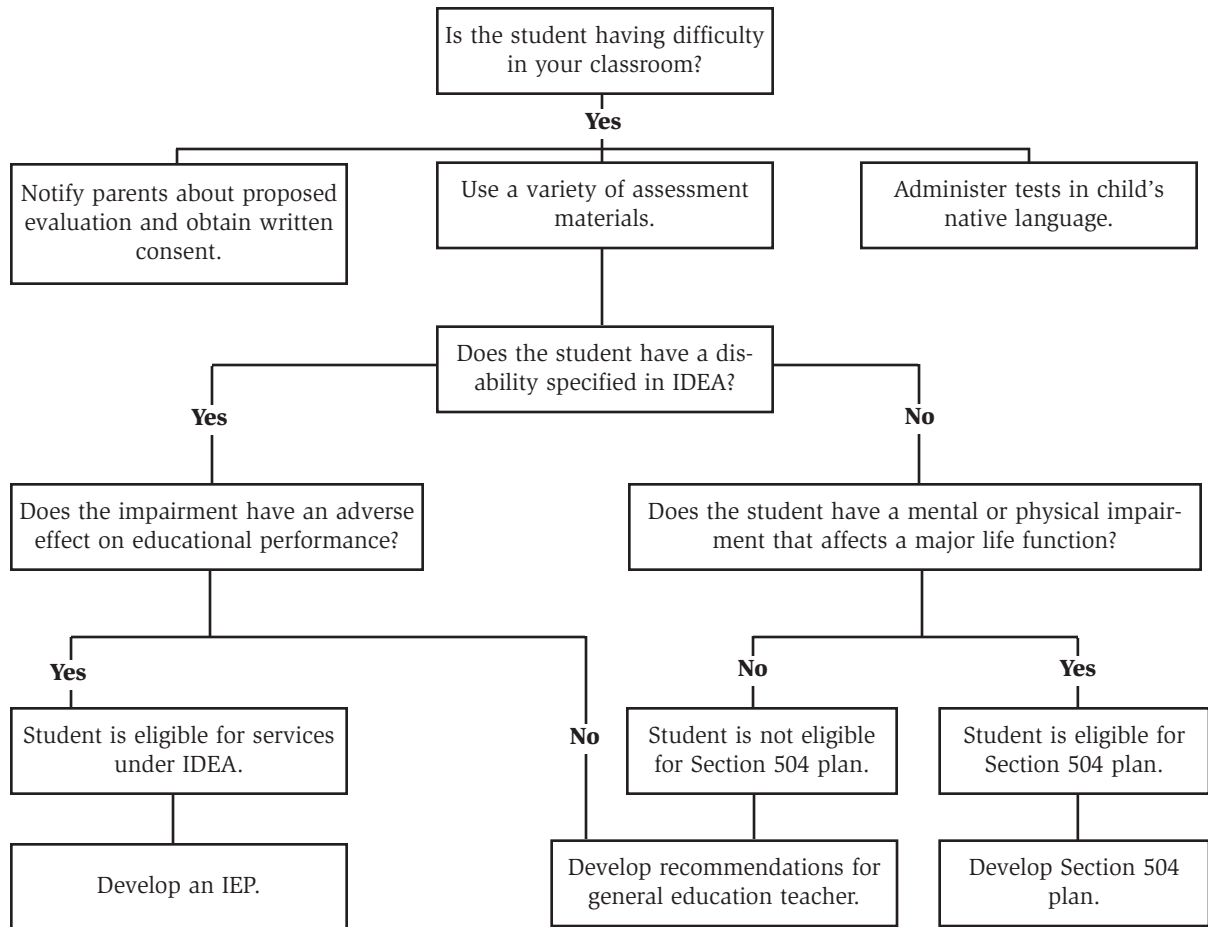 Is the student having difficulty
in your classroom?
Yes
Notify parents about proposed
evaluation and obtain written
consent.
Use a variety of assessment
materials.
Administer tests in child's
native language.
Does the student have a dis-
ability specified in IDEA?
Yes
No
Does the impairment have an adverse
effect on educational performance?
Does the student have a mental or physical impair-
ment that affects a major life function?
Yes
No
No
Yes
Student is eligible for services
under IDEA.
Student is not eligible
for Section 504 plan.
Student is eligible for
Section 504 plan.
Develop an IEP.
Develop recommendations for
general education teacher.
Develop Section 504
plan.